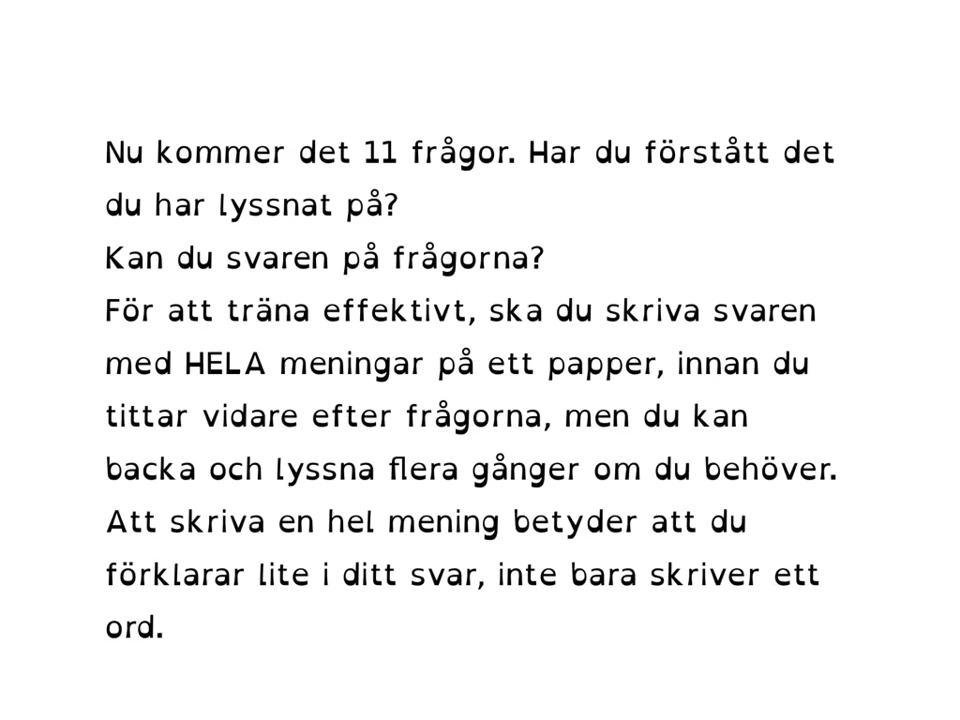 Nu kommer det 11 frågor. Har du förstått det
du har lyssnat på?
Kan du svaren på frågorna?
För att träna effektivt, ska du skriva svaren
med HELA meningar på ett papper, innan du
tittar vidare efter frågorna, men du kan
backa och lyssna flera gånger om du behöver.
Att skriva en hel mening betyder att du
förklarar lite i ditt svar, inte bara skriver ett
ord.